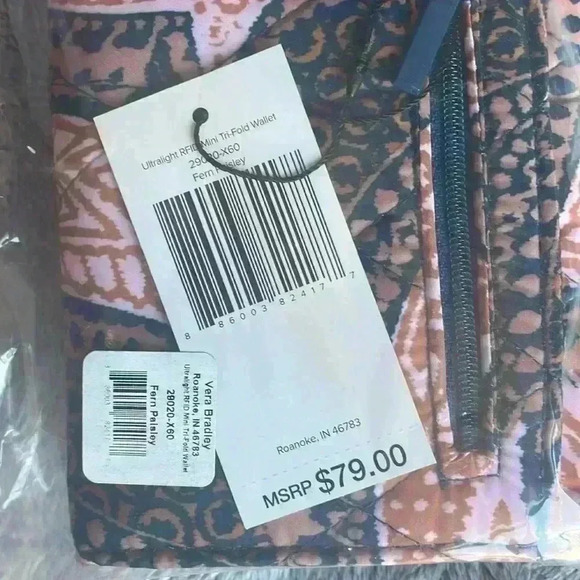 Ultralight RFID Mini Tri-Fold Wallet
29020-X60
Fern Paisley
8 86003 82417 7
Roanoke, IN 46783
MSRP $79.00
Vera Bradley
Roanoke, IN 46783
Ultralight RFID Mini Tri-Fold Wallet
29020-X60
Fern Paisley